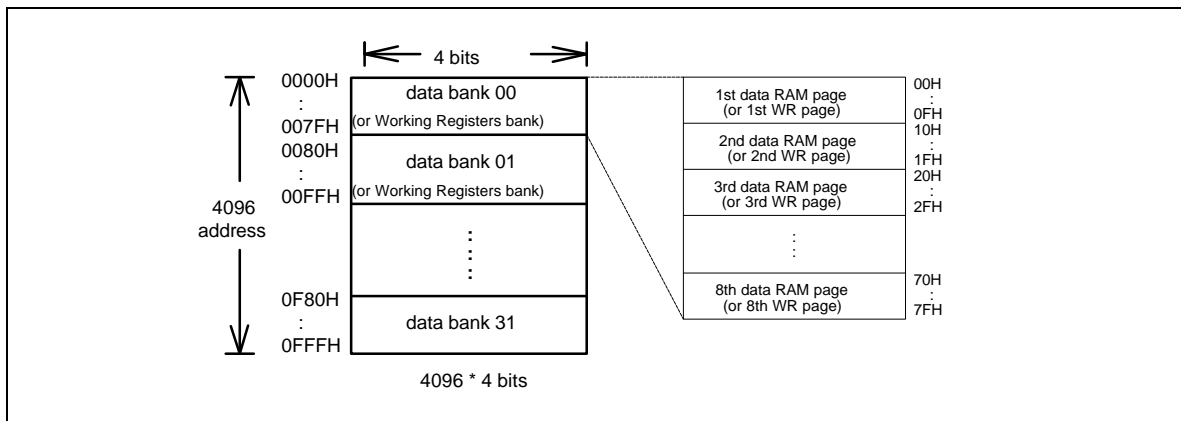 4 bits
0000H
:
007FH
0080H
:
00FFH
0F80H
:
0FFFH
4096
address
data bank 00
(or Working Registers bank)
data bank 01
(or Working Registers bank)
data bank 31
4096 * 4 bits
1st data RAM page
(or 1st WR page)
2nd data RAM page
(or 2nd WR page)
3rd data RAM page
(or 3rd WR page)
8th data RAM page
(or 8th WR page)
00H
:
0FH
10H
:
1FH
20H
:
2FH
70H
:
7FH